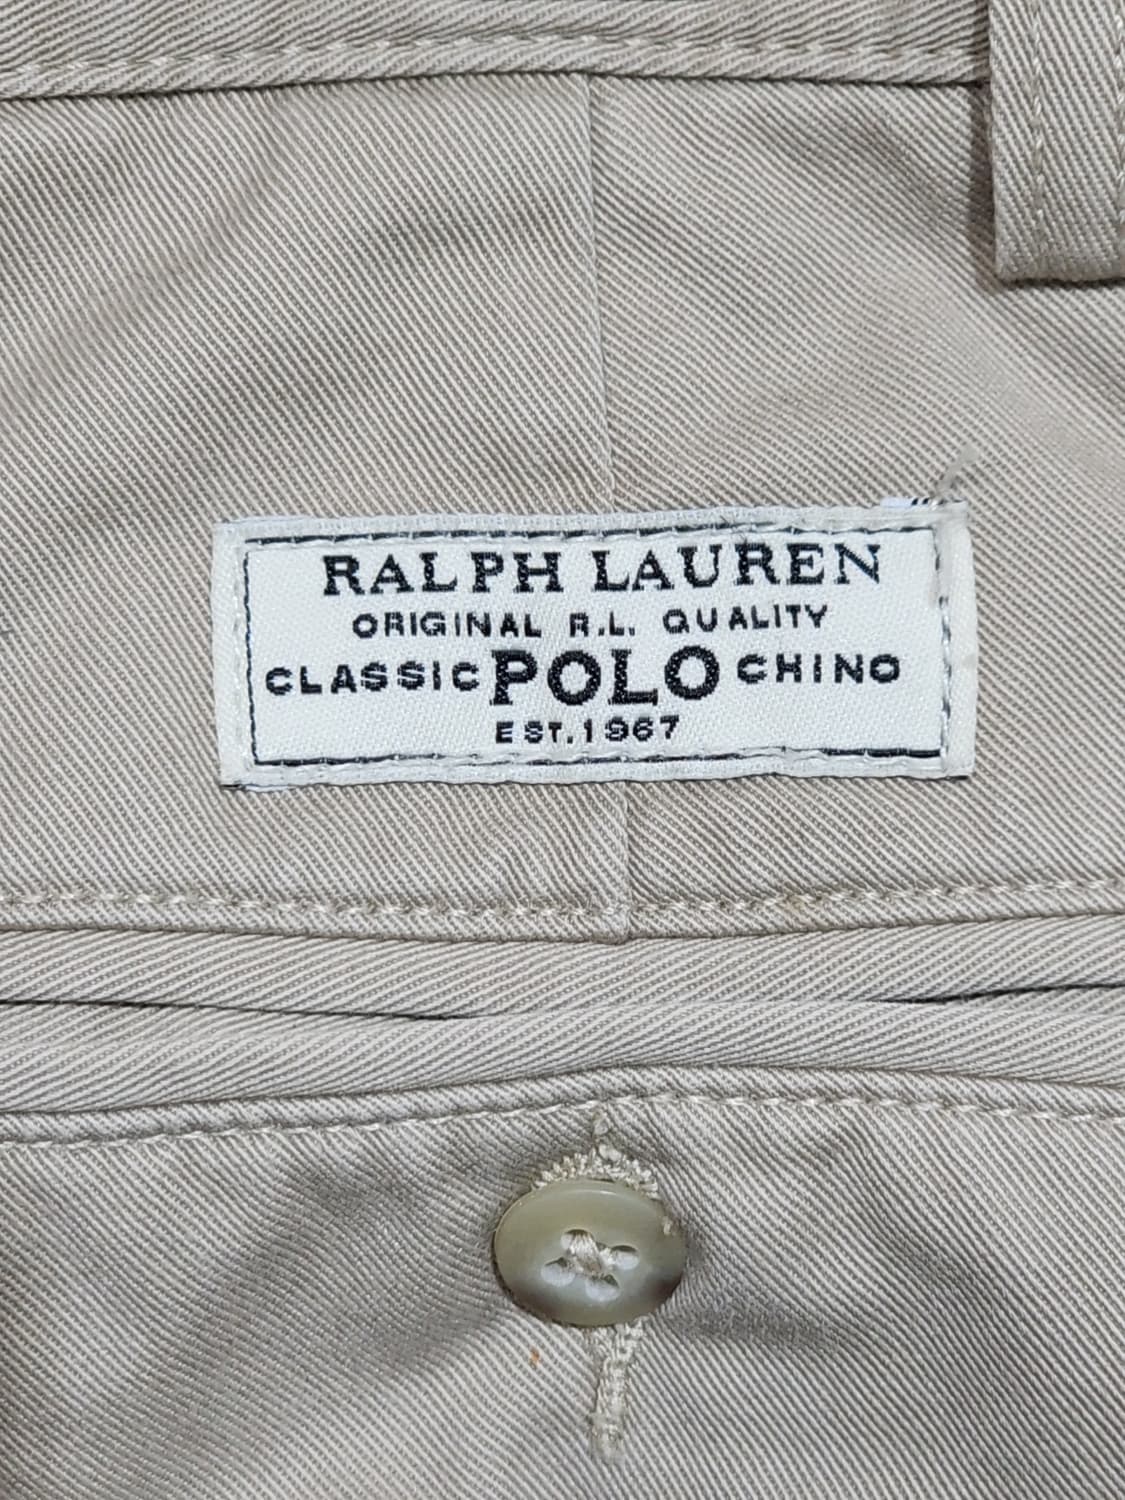 RALPH LAUREN
ORIGINAL R.L. QUALITY
CLASSIC POLO CHINO
EST. 1967